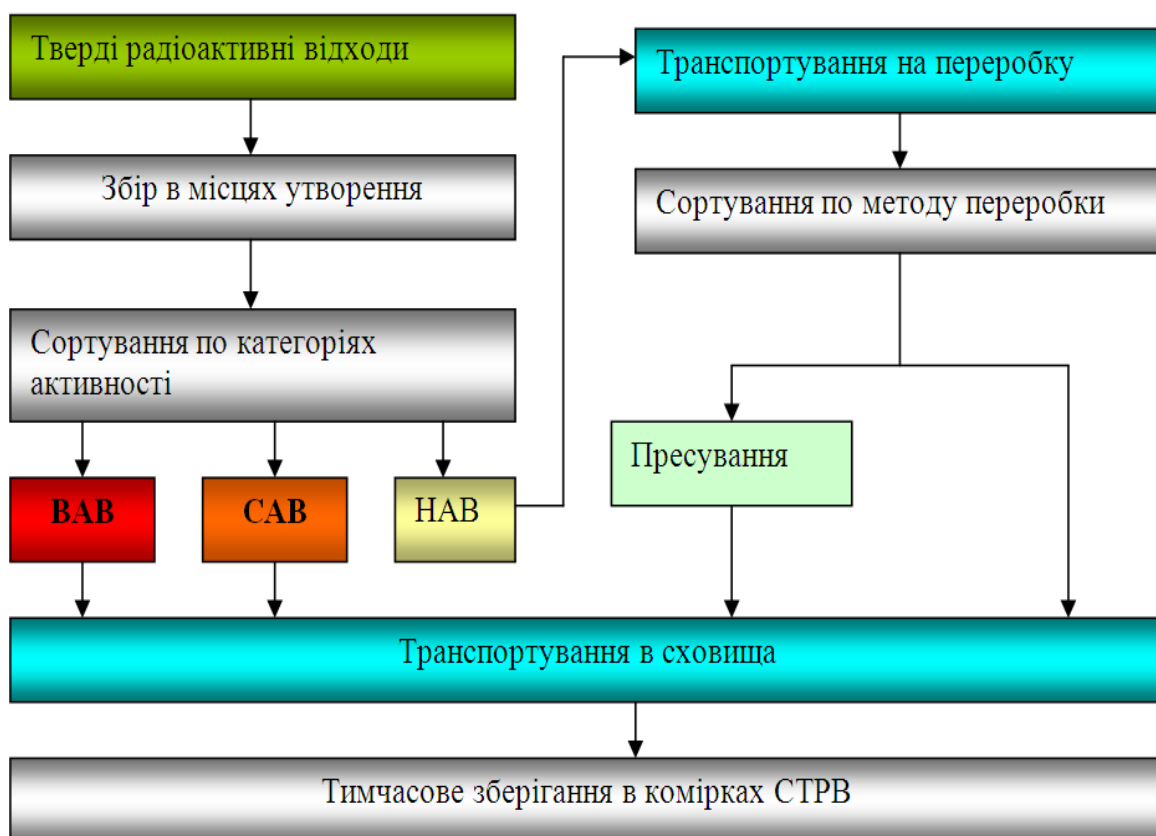 Тверді радіоактивні відходи
Збір в місцях утворення
Сортування по категоріях
активності
ВАВ
САВ
НАВ
Транспортування на переробку
Сортування по методу переробки
Пресування
Транспортування в сховища
Тимчасове зберігання в комірках СТРВ